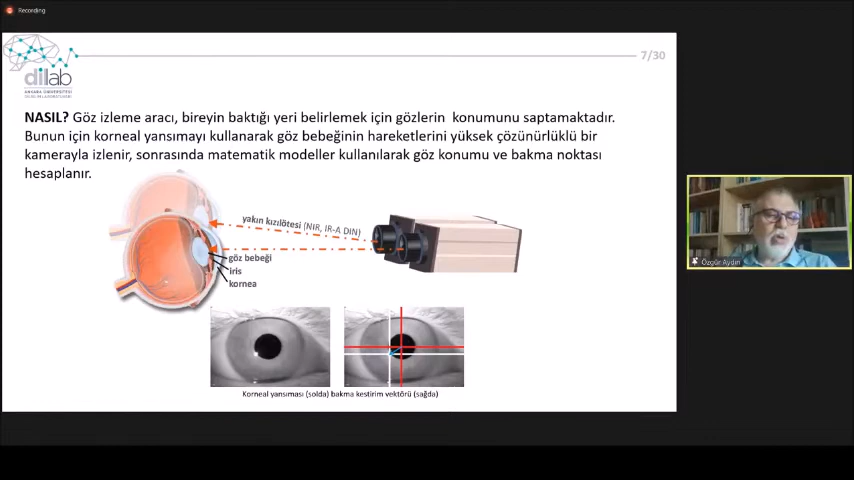 Recording
7/30
dilab
ANKARA ÜNİVERSİTESİ
NASIL? Göz izleme aracı, bireyin baktığı yeri belirlemek için gözlerin konumunu saptamaktadır.
Bunun için korneal yansımayı kullanarak göz bebeğinin hareketlerini yüksek çözünürlüklü bir
kamerayla izlenir, sonrasında matematik modeller kullanılarak göz konumu ve bakma noktası
hesaplanır.
yakın kızılötesi (NIR, IR-A DIN)
göz bebeği
iris
kornea
Korneal yansıması (solda) bakma kestirim vektörü (sağda)
Özgür Aydın